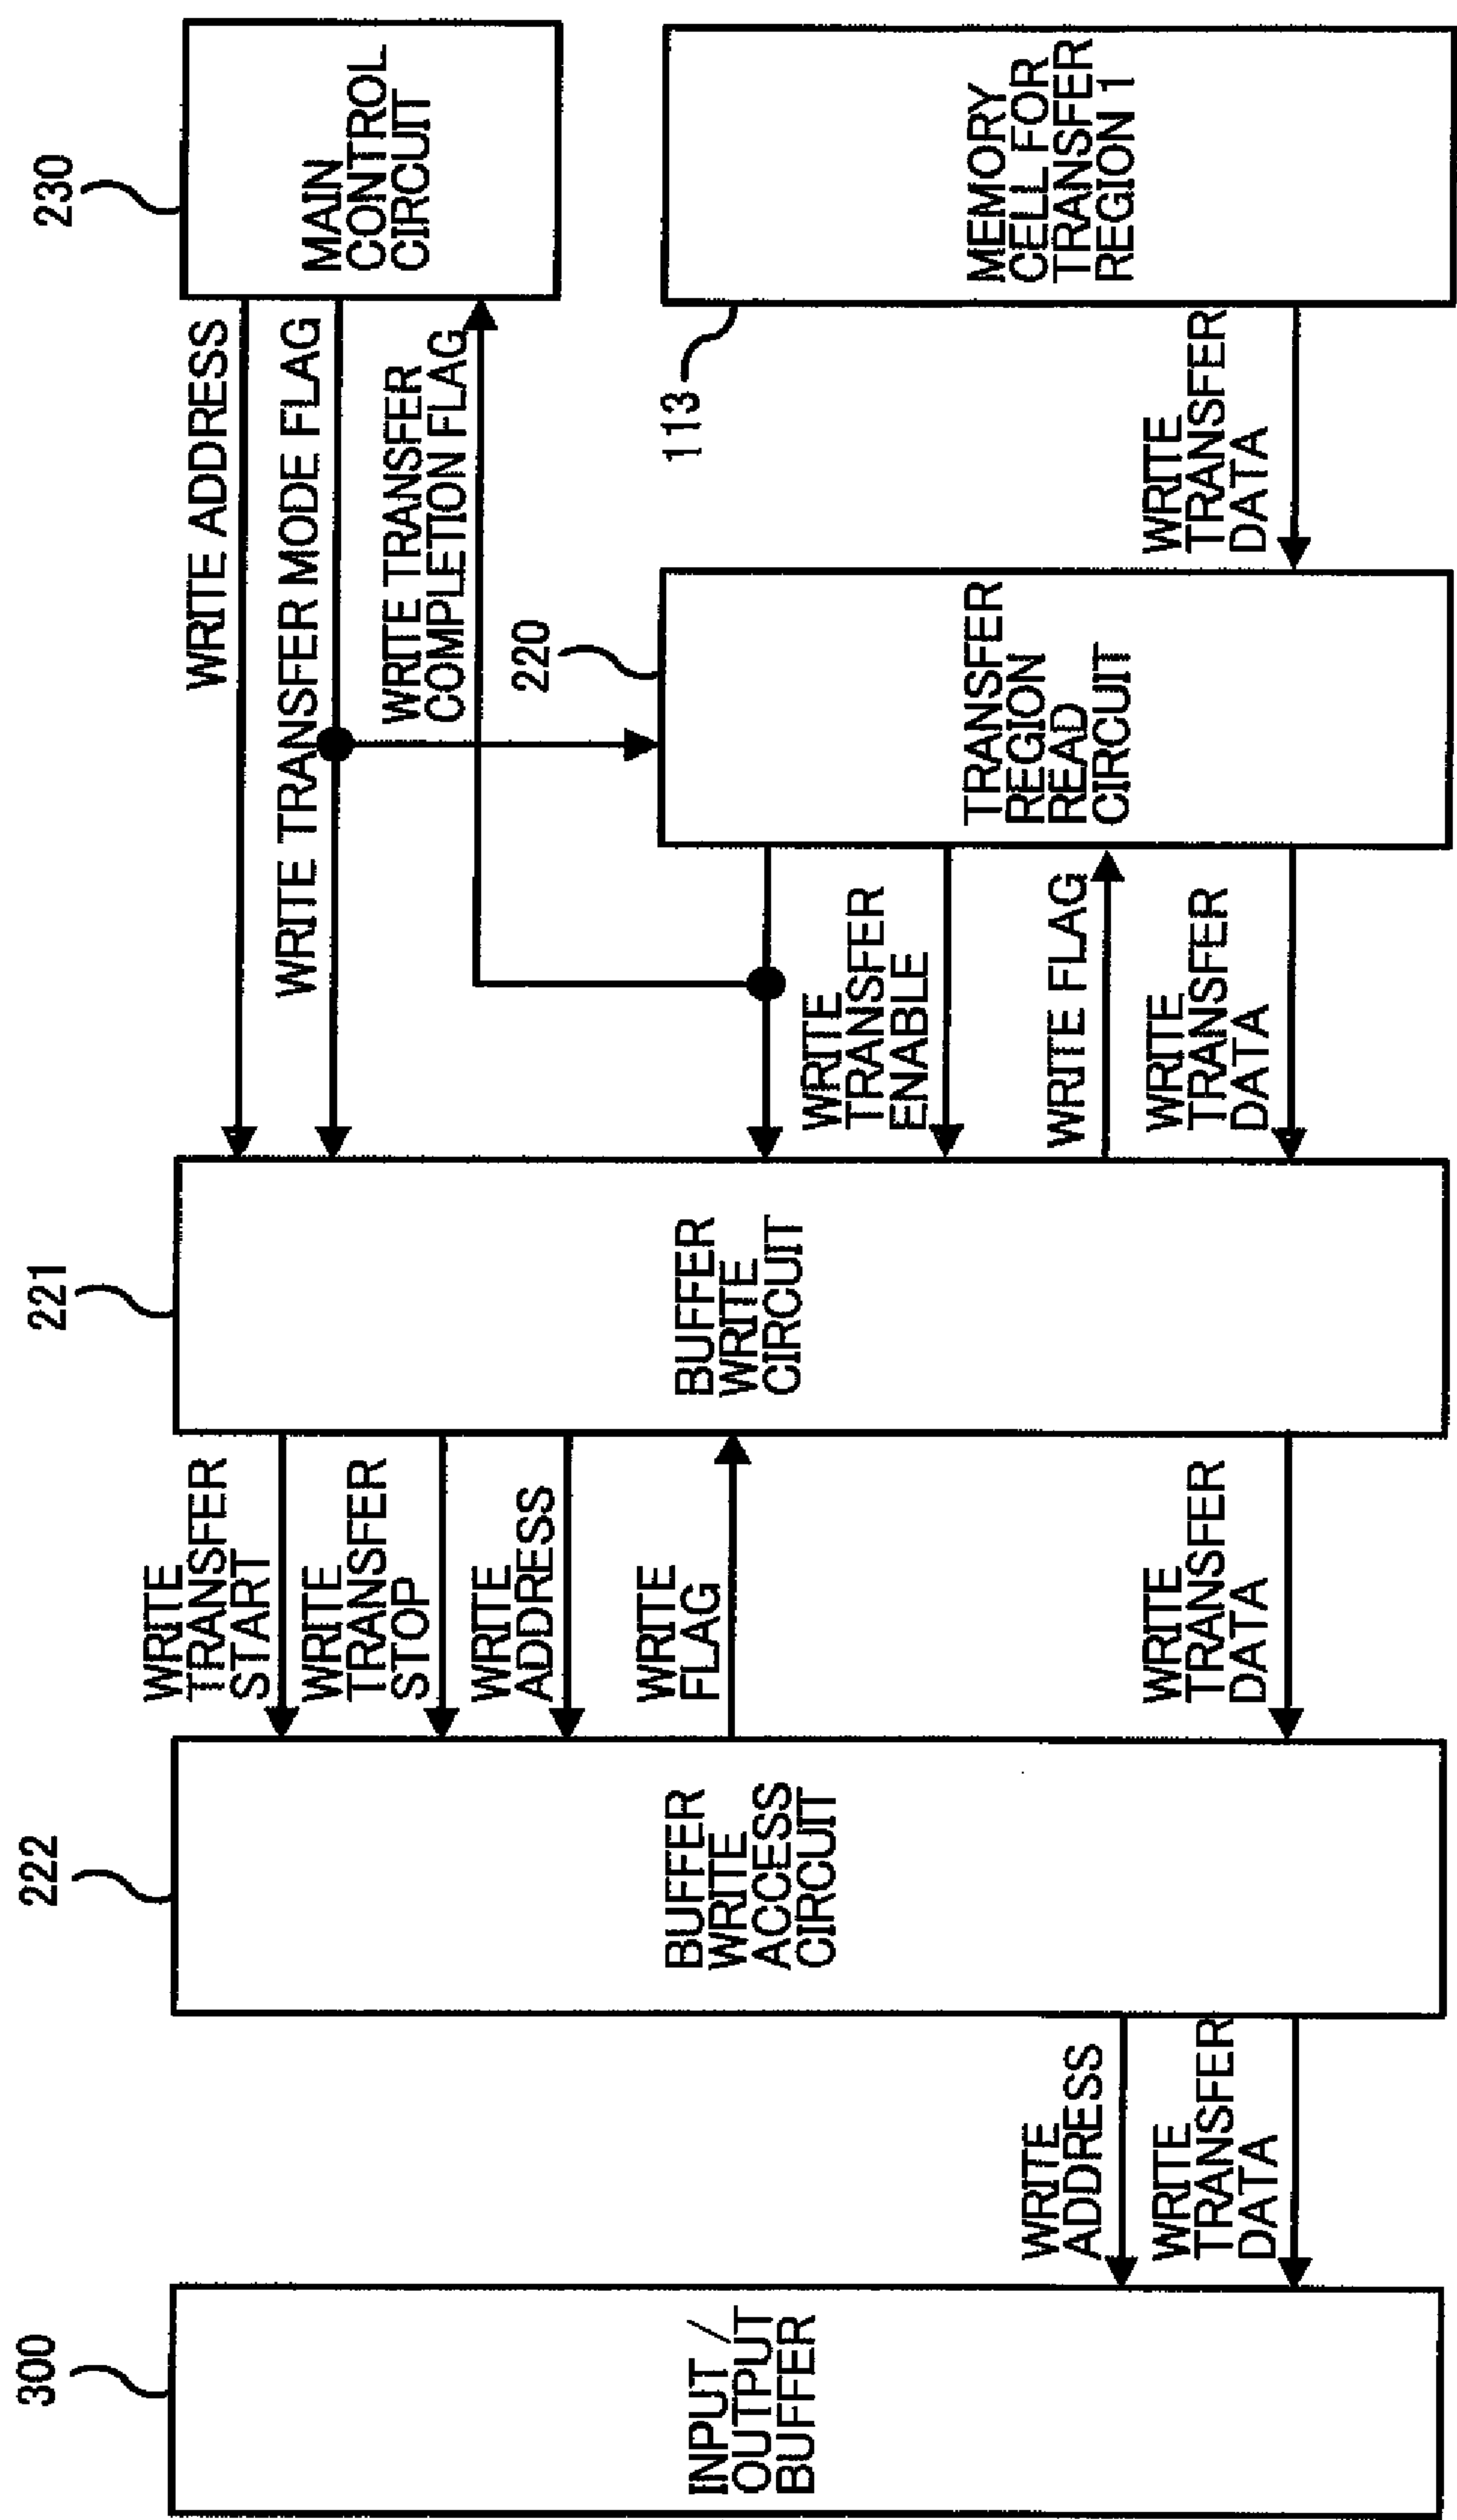 300
INPUT /
OUTPUT
BUFFER
WRITE
ADDRESS
WRITE
TRANSFER
DATA
222
BUFFER
WRITE
ACCESS
CIRCUIT
WRITE
TRANSFER
START
WRITE
TRANSFER
STOP
WRITE
ADDRESS
WRITE
FLAG
WRITE
TRANSFER
DATA
221
BUFFER
WRITE
CIRCUIT
WRITE ADDRESS
WRITE TRANSFER MODE FLAG
WRITE TRANSFER
COMPLETION FLAG
WRITE
TRANSFER
ENABLE
WRITE FLAG
WRITE
TRANSFER
DATA
220
TRANSFER
REGION
READ
CIRCUIT
WRITE
TRANSFER
DATA
230
MAIN
CONTROL
CIRCUIT
113
MEMORY
CELL FOR
TRANSFER
REGION 1